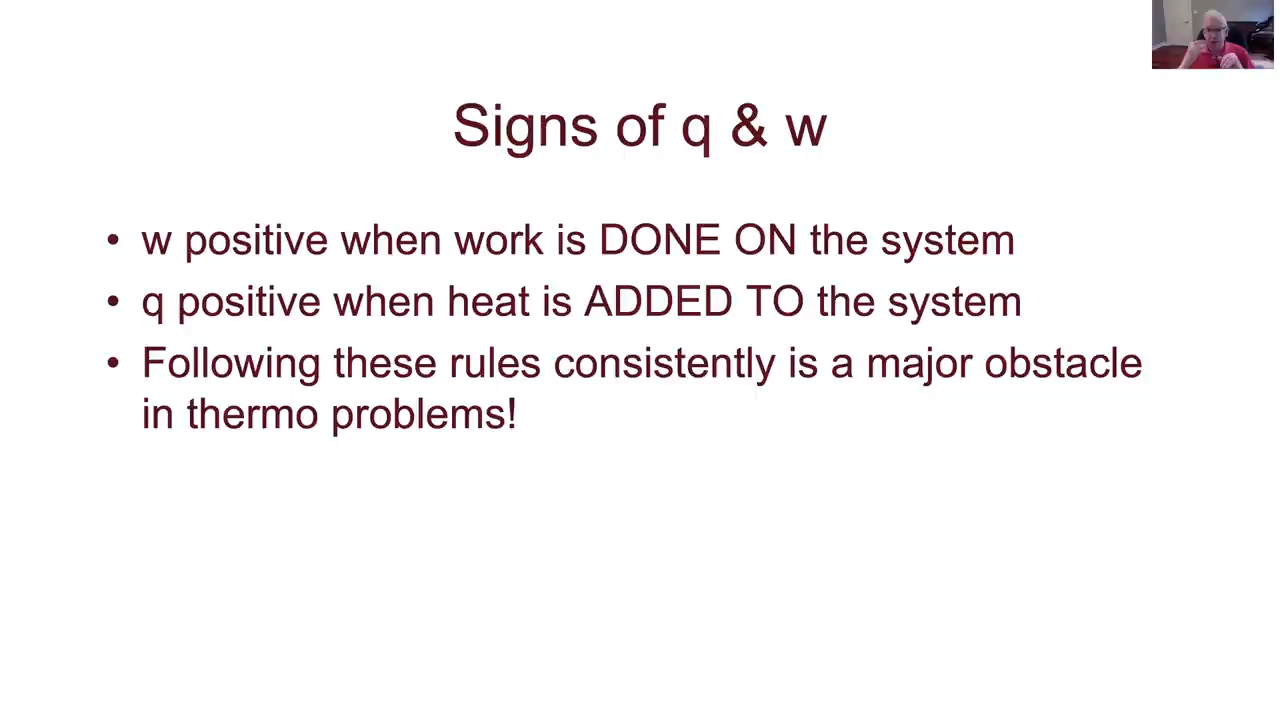 Signs of q & w
• w positive when work is DONE ON the system
• q positive when heat is ADDED TO the system
• Following these rules consistently is a major obstacle
in thermo problems!